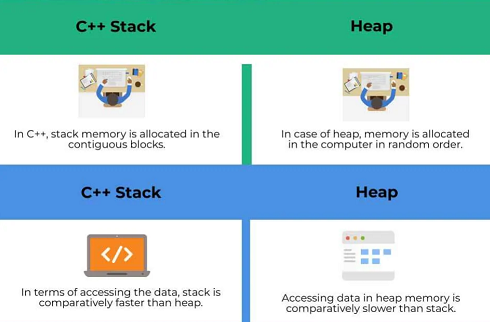 C++ Stack
Heap
In C++, stack memory is allocated in the
contiguous blocks.
In case of heap, memory is allocated
in the computer in random order.
C++ Stack
Heap
</>
In terms of accessing the data, stack is
comparatively faster than heap.
Accessing data in heap memory is
comparatively slower than stack.